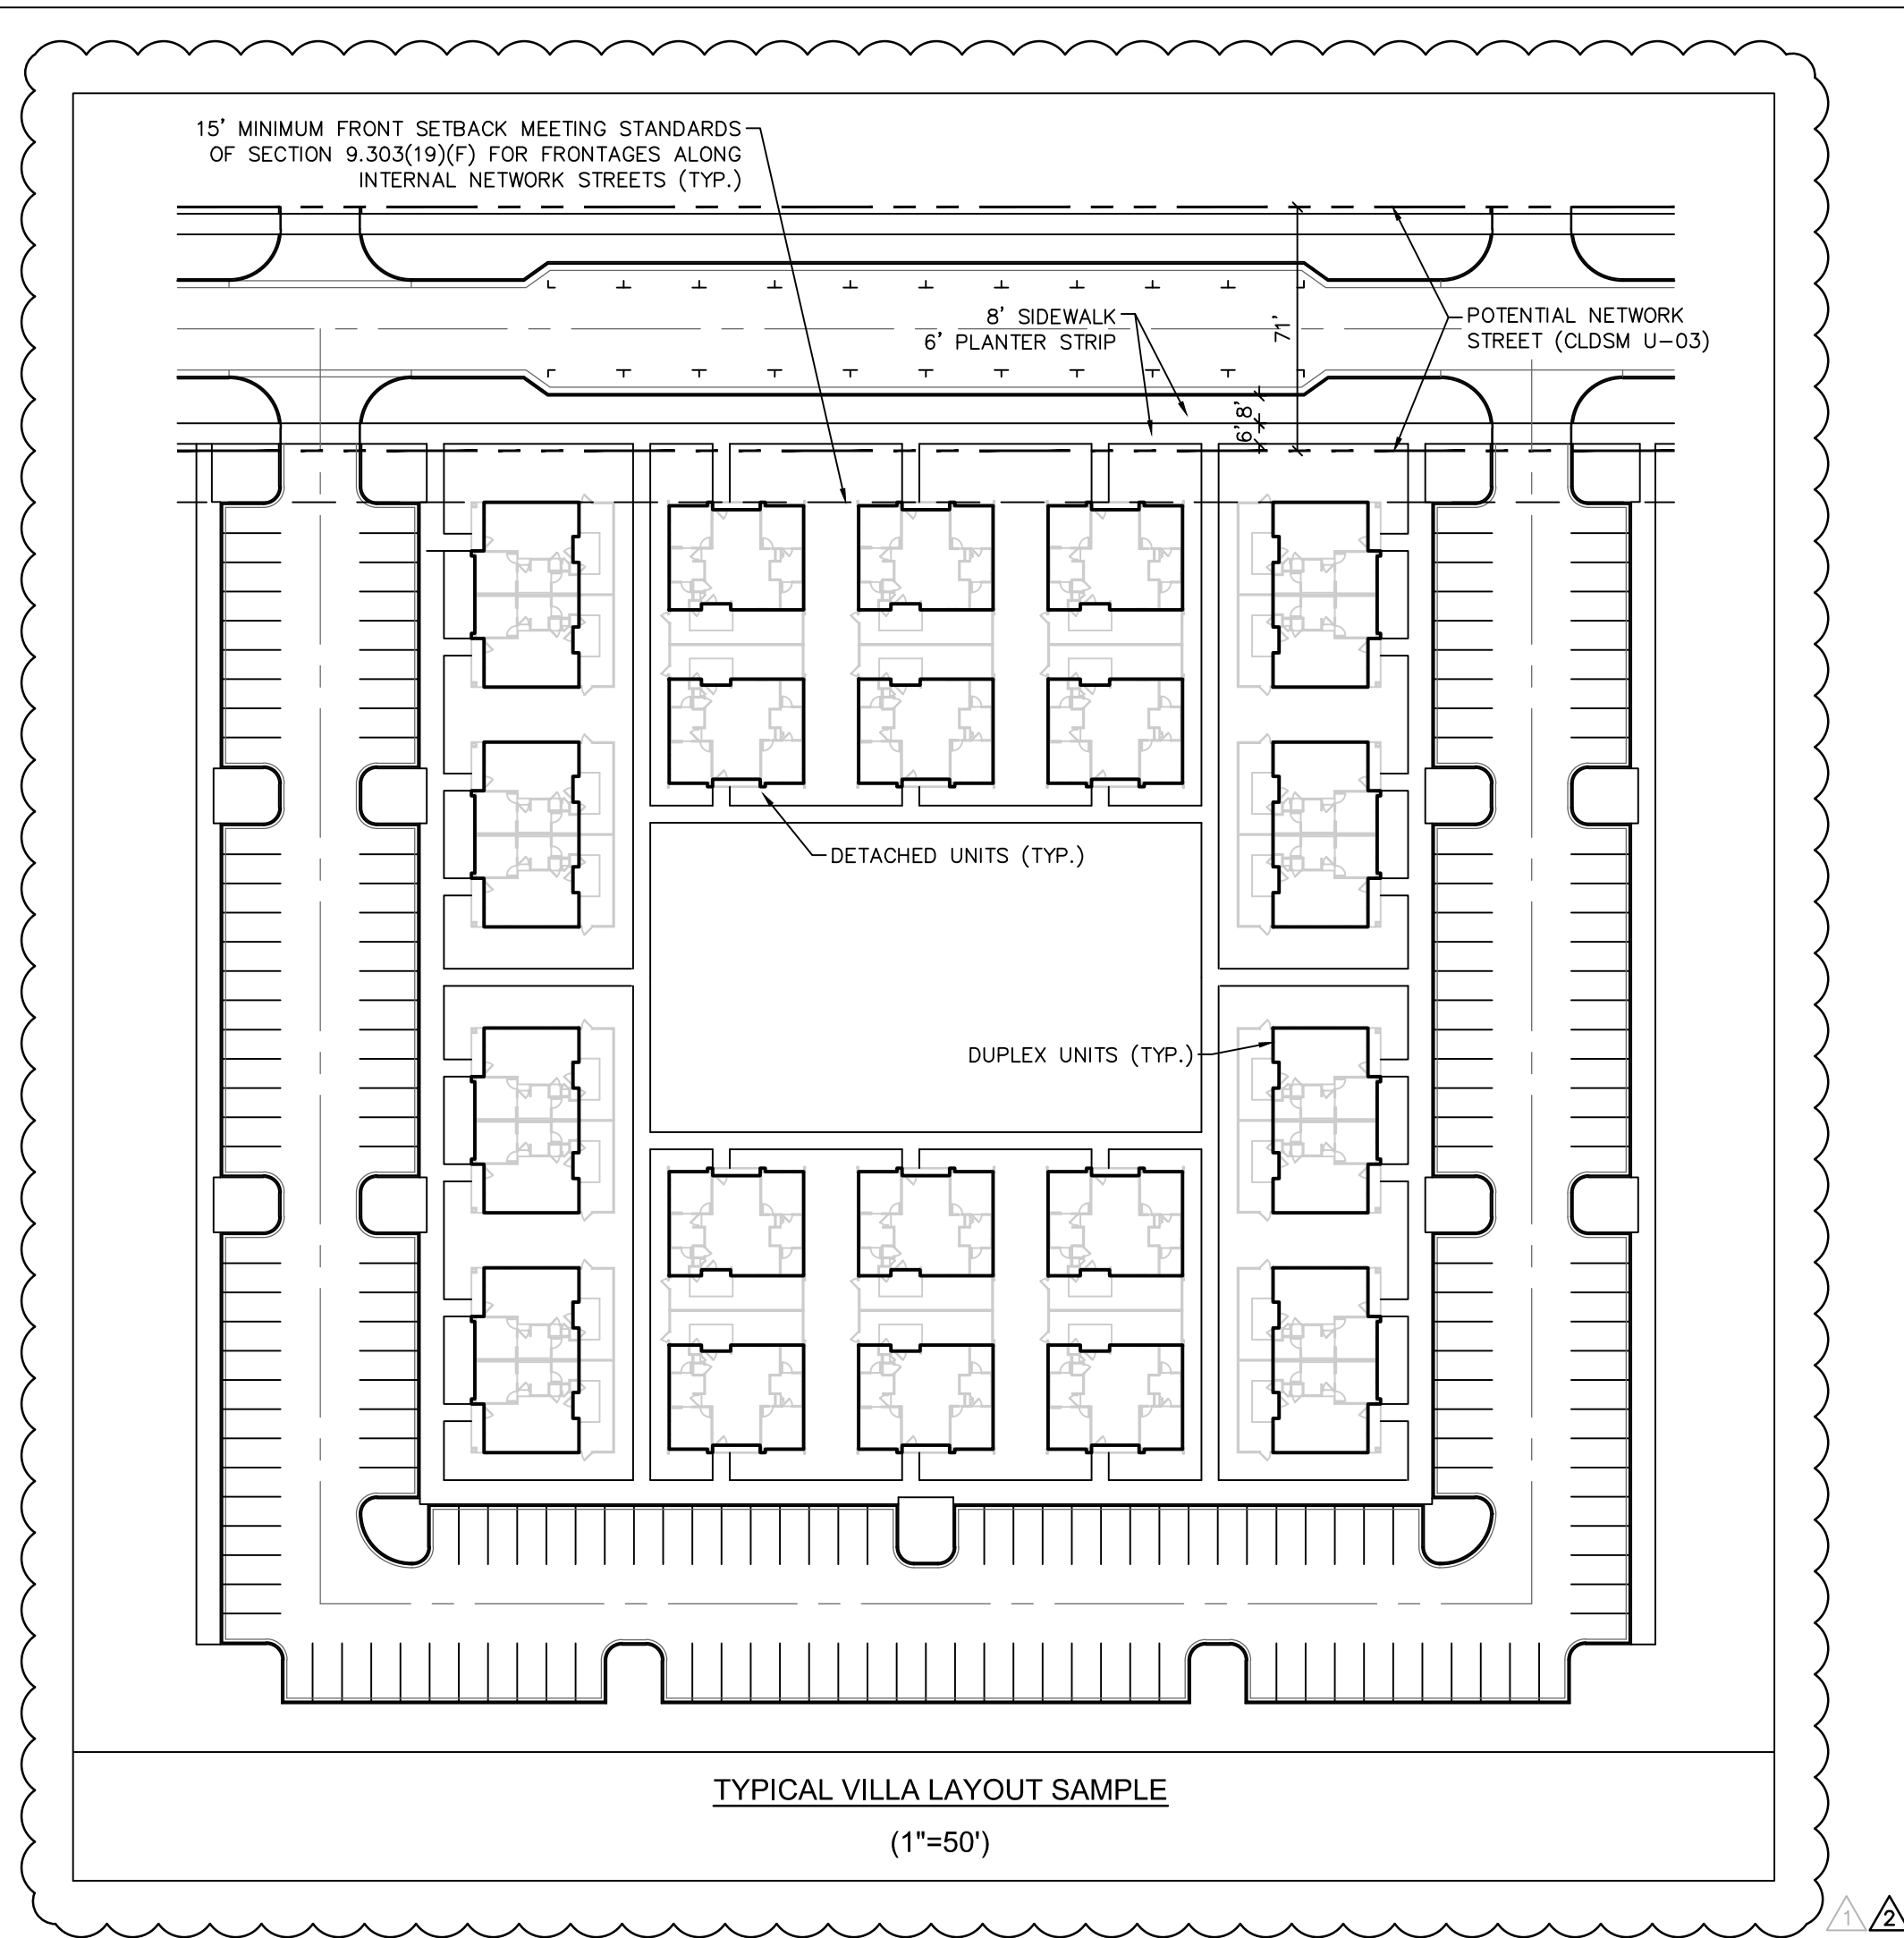 15' MINIMUM FRONT SETBACK MEETING STANDARDS
OF SECTION 9.303(19)(F) FOR FRONTAGES ALONG
INTERNAL NETWORK STREETS (TYP.)
8' SIDEWALK
6' PLANTER STRIP
71'
POTENTIAL NETWORK
STREET (CLDSM U-03)
8'
6'
DETACHED UNITS (TYP.)
DUPLEX UNITS (TYP.)
TYPICAL VILLA LAYOUT SAMPLE
(1"=50')
1
2